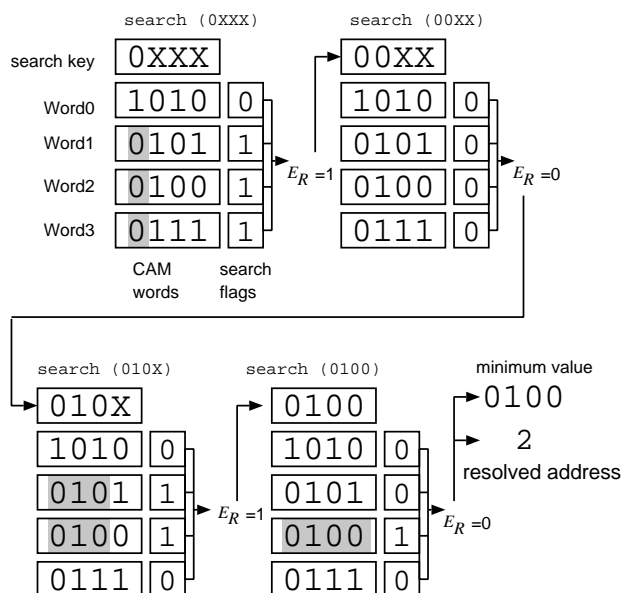 search (0XXX)
search (00XX)
search key 0XXX 00XX
Word0 1010 0 1010 0
Word1 0101 1 0101 0
E_R =1 E_R =0
Word2 0100 1 0100 0
Word3 0111 1 0111 0
CAM words
search flags
search (010X)
search (0100)
minimum value
010X 0100 0100
1010 0 1010 0 2
resolved address
0101 1 0101 0
E_R =1 E_R =0
0100 1 0100 1
0111 0 0111 0